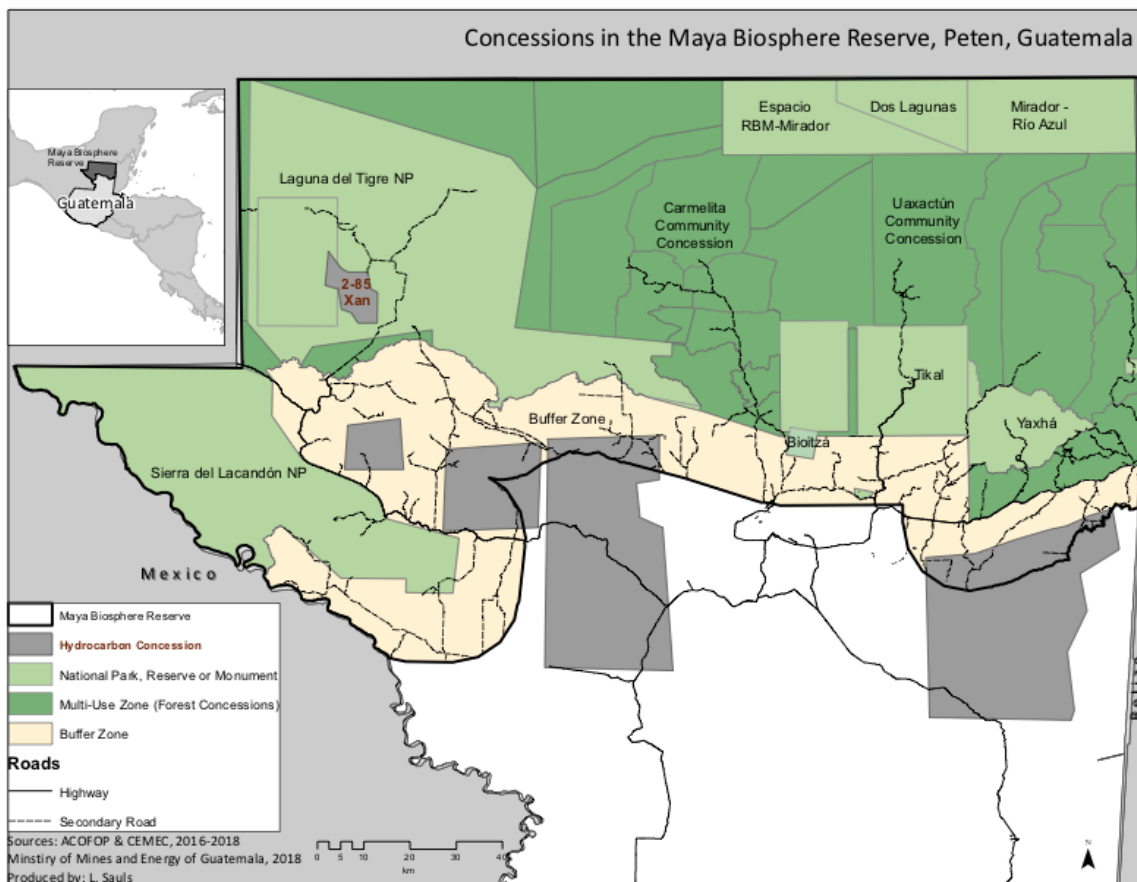 Concessions in the Maya Biosphere Reserve, Peten, Guatemala
Maya Biosphere
Reserve
Guatemala
Espacio
RBM-Mirador
Dos Lagunas
Mirador -
Río Azul
Laguna del Tigre NP
Carmelita
Community
Concession
Uaxactún
Community
Concession
2-85
Xan
Tikal
Buffer Zone
Bioitzá
Yaxhá
Sierra del Lacandón NP
Mexico
Maya Biosphere Reserve
Hydrocarbon Concession
National Park, Reserve or Monument
Multi-Use Zone (Forest Concessions)
Buffer Zone
Roads
Highway
Secondary Road
Sources: ACOFOP & CEMEC, 2016-2018
Minstiry of Mines and Energy of Guatemala, 2018
Produced by: L. Sauls
0 5 10 20 30 40
km
N